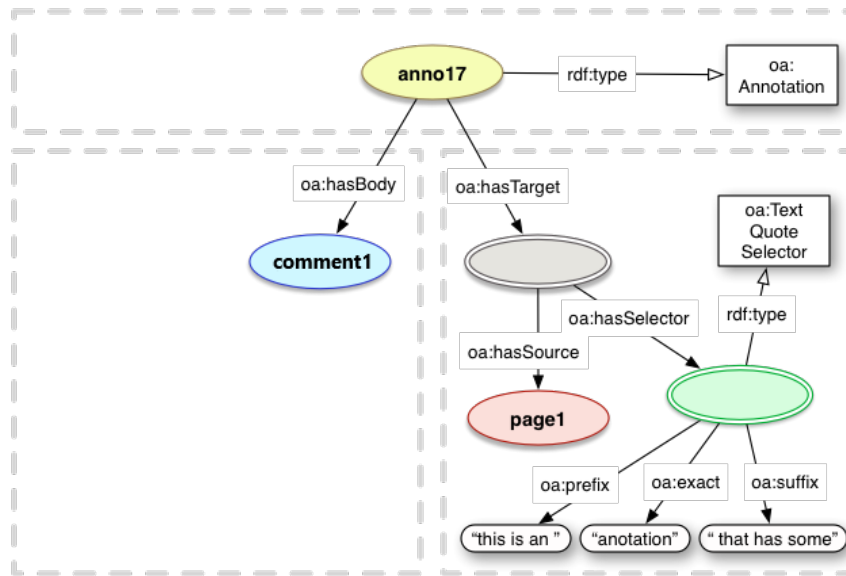 anno17
rdf:type
oa:
Annotation
oa:hasBody
oa:hasTarget
comment1
oa:Text
Quote
Selector
oa:hasSelector
rdf:type
oa:hasSource
page1
oa:prefix
oa:exact
oa:suffix
“this is an ”
“anotation”
“ that has some”